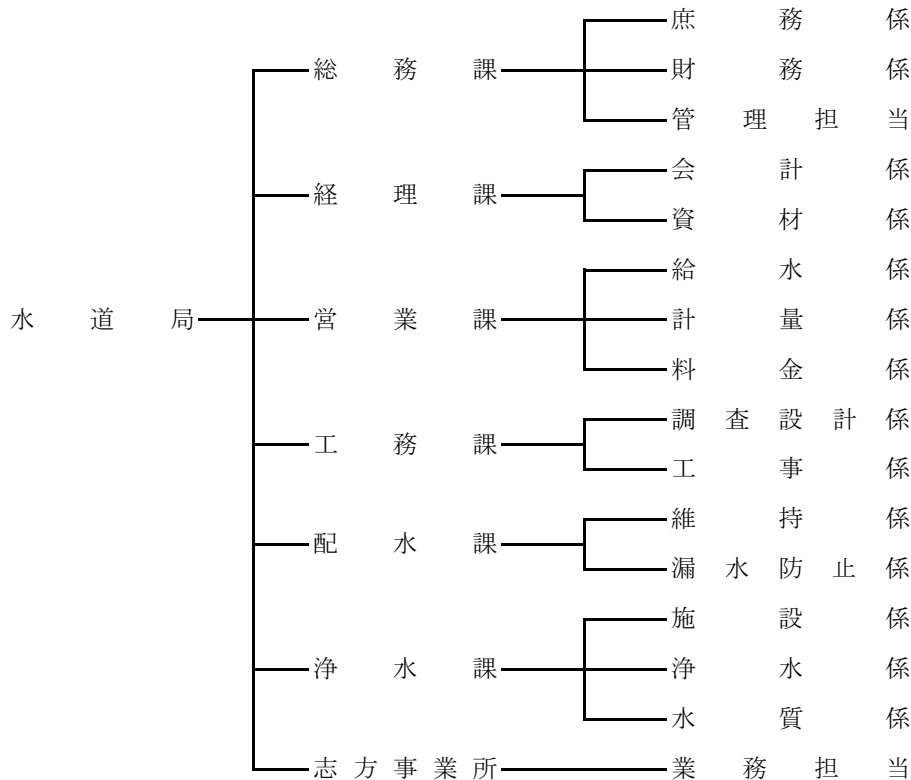 庶務係
総務課 財務係
管理担当
会計係
経理課
資材係
給水係
水道局 営業課 計量係
料金係
調査設計係
工務課
工事係
維持係
配水課
漏水防止係
施設係
浄水課 浄水係
水質係
志方事業所 業務担当